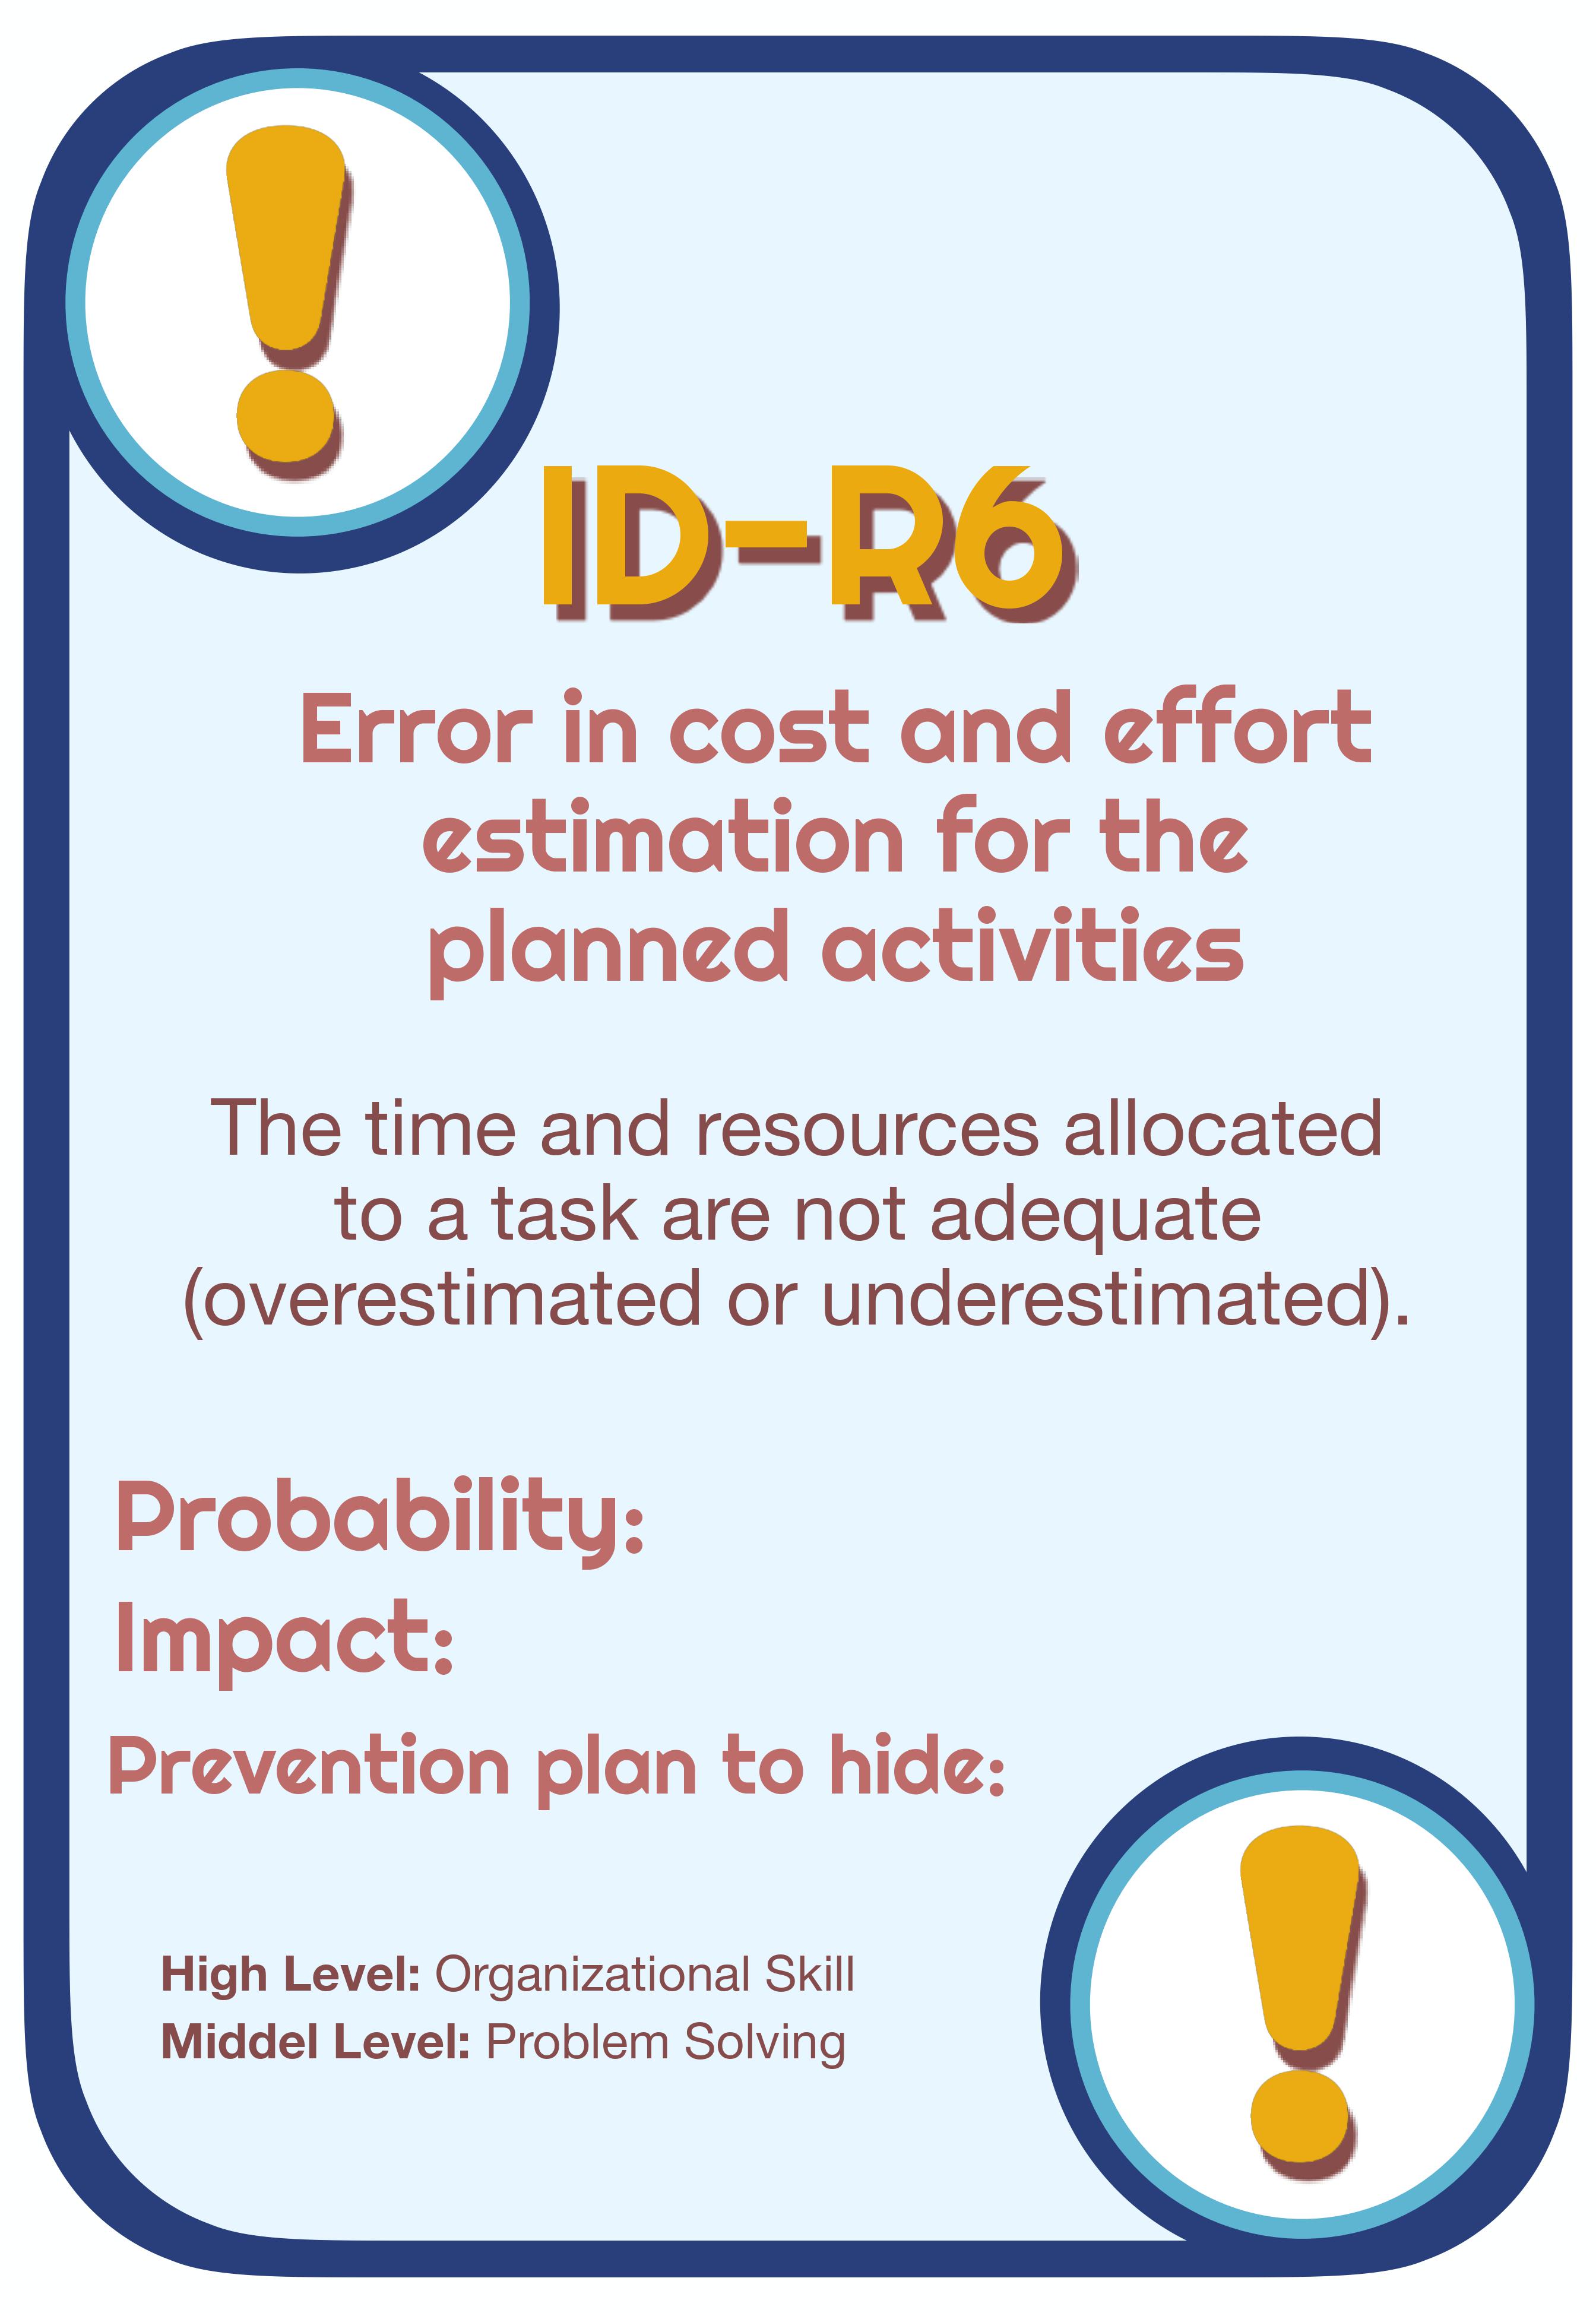 ID-R6
Error in cost and effort
estimation for the
planned activities
The time and resources allocated
to a task are not adequate
(overestimated or underestimated).
Probability:
Impact:
Prevention plan to hide:
High Level: Organizational Skill
Middel Level: Problem Solving